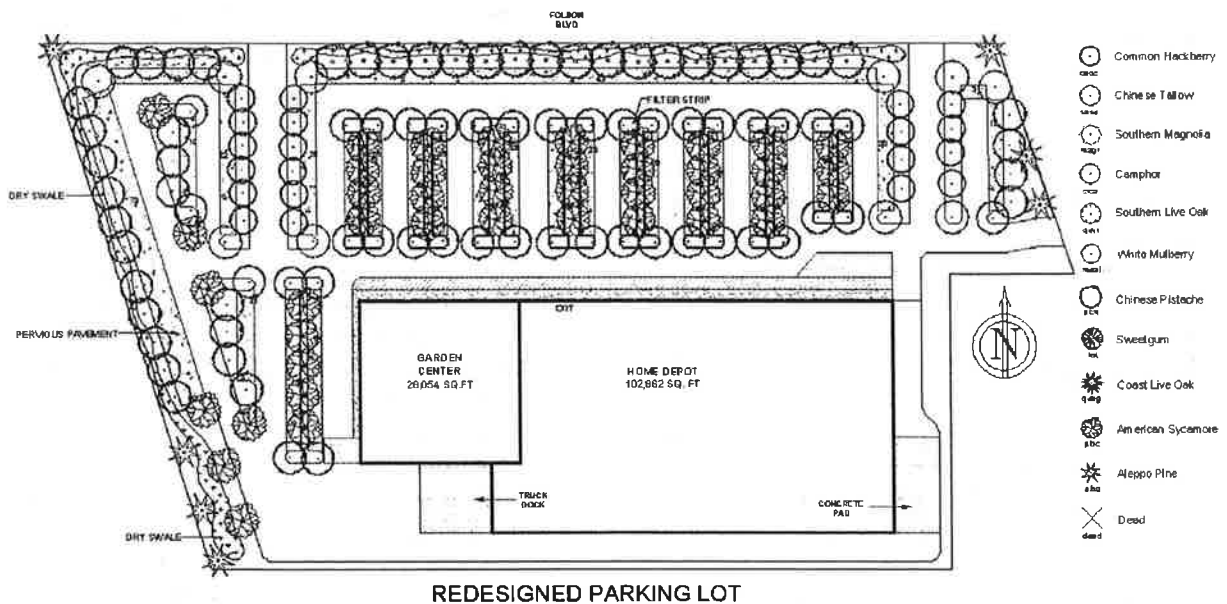 FOLSOM
BLVD
FILTER STRIP
DRY SWALE
PERVIOUS PAVEMENT
GARDEN
CENTER
28,054 SQ.FT
HOME DEPOT
102,862 SQ. FT
TRUCK
DOCK
CONCRETE
PAD
DRY SWALE
N
Common Hackberry
Chinese Tallow
Southern Magnolia
Camphor
Southern Live Oak
White Mulberry
Chinese Pistache
Sweetgum
Coast Live Oak
American Sycamore
Aleppo Pine
Dead
dead
REDESIGNED PARKING LOT